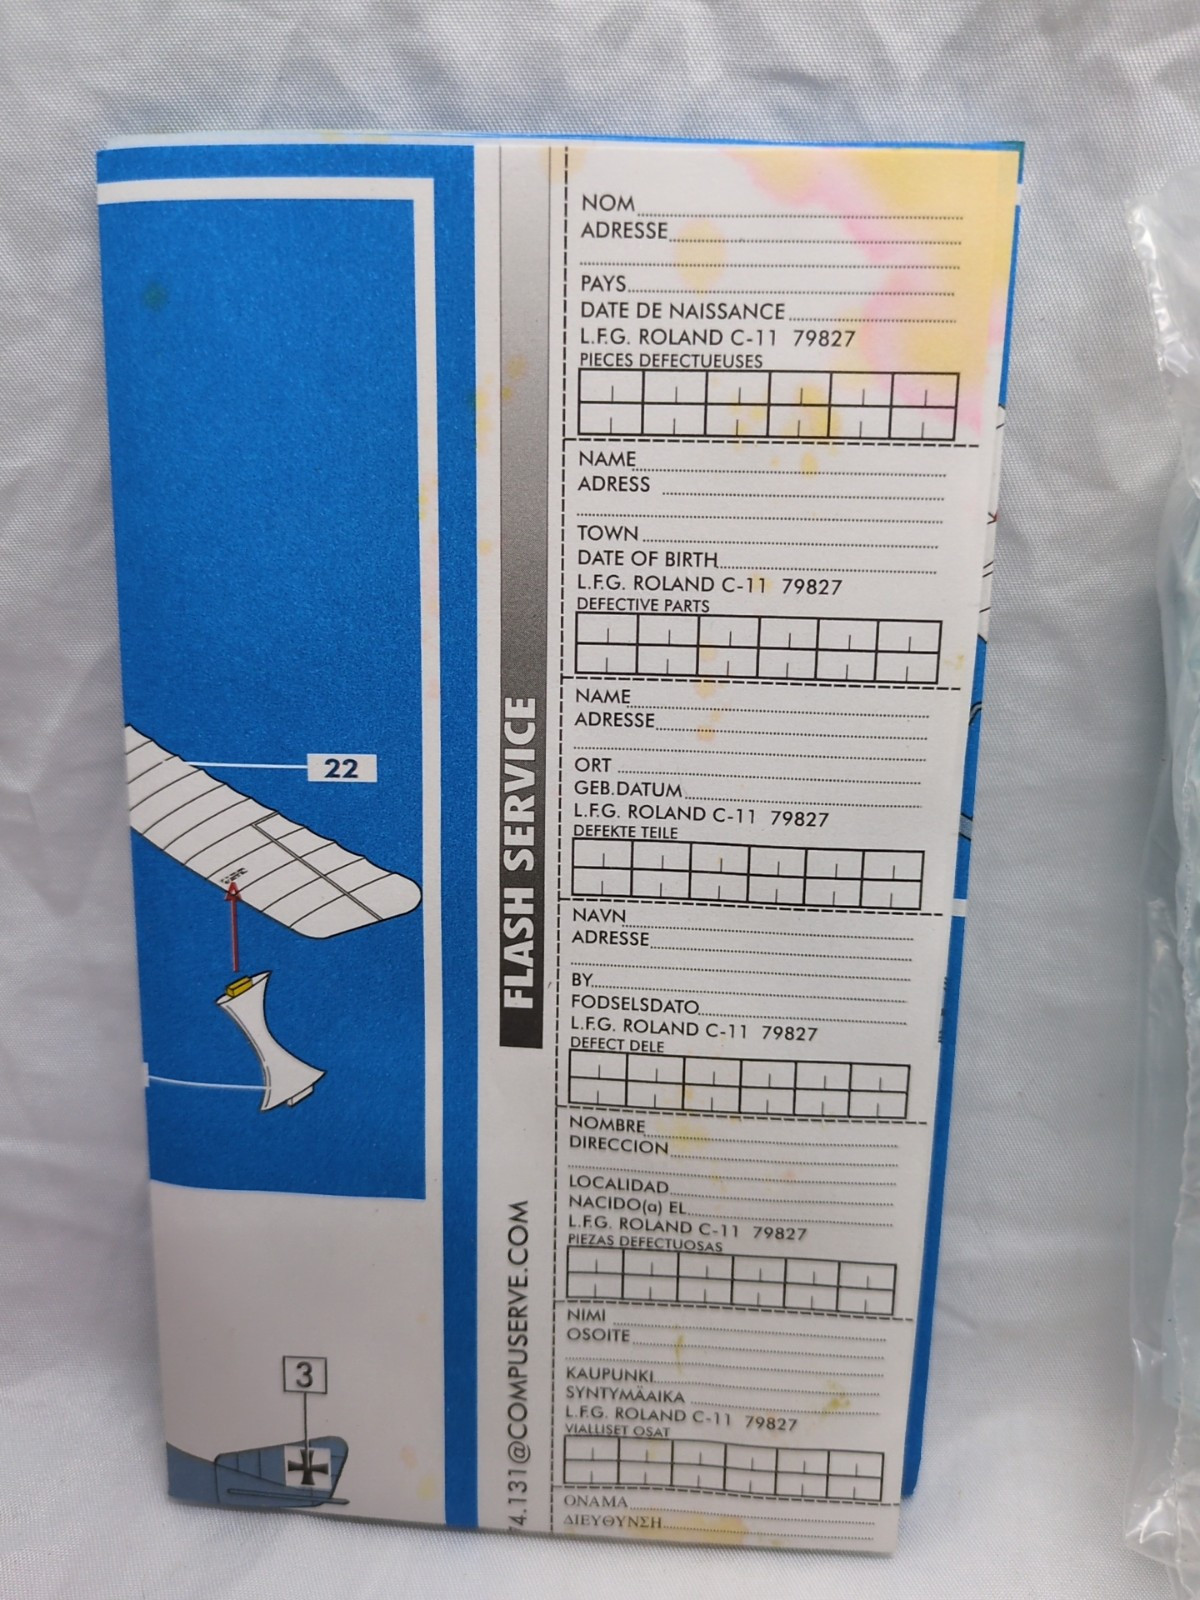 NOM
ADRESSE
PAYS
DATE DE NAISSANCE
L.F.G. ROLAND C-11 79827
PIECES DEFECTUEUSES
NAME
ADRESS
TOWN
DATE OF BIRTH
L.F.G. ROLAND C-11 79827
DEFECTIVE PARTS
NAME
ADRESSE
ORT
GEB.DATUM
L.F.G. ROLAND C-11 79827
DEFEKTE TEILE
NAVN
ADRESSE
BY
FODSELSDATO
L.F.G. ROLAND C-11 79827
DEFECT DELE
NOMBRE
DIRECCION
LOCALIDAD
NACIDO(a) EL
L.F.G. ROLAND C-11 79827
PIEZAS DEFECTUOSAS
NIMI
OSOITE
KAUPUNKI
SYNTYMÄAIKA
L.F.G. ROLAND C-11 79827
VIALLISET OSAT
ΟΝΑΜΑ
ΔΙΕΥΘΥΝΣΗ
FLASH SERVICE
74.131@COMPUSERVE.COM
22
3